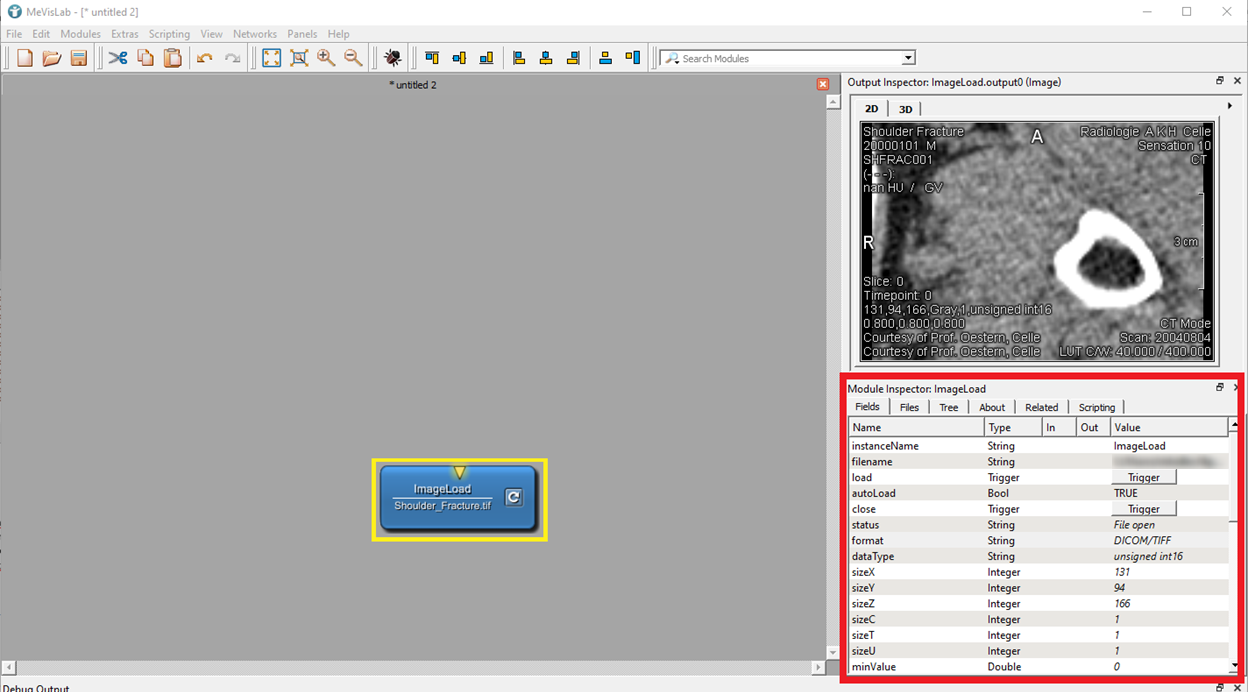 MeVisLab - [* untitled 2]
File Edit Modules Extras Scripting View Networks Panels Help
Search Modules
* untitled 2
ImageLoad
Shoulder_Fracture.tif
Output Inspector: ImageLoad.output0 (Image)
2D 3D
Shoulder Fracture
20000101 M
SHFRAC001
(- - -):
nan HU / GV
A
Radiologie A K H Celle
Sensation 10
CT
R
3 cm
Slice: 0
Timepoint: 0
131,94,166,Gray,1,unsigned int16
0.800,0.800,0.800
Courtesy of Prof. Oestern, Celle
Courtesy of Prof. Oestern, Celle
CT Mode
Scan: 20040804
LUT C/W: 40.000 / 400.000
Module Inspector: ImageLoad
Fields Files Tree About Related Scripting
Name Type In Out Value
instanceName String ImageLoad
filename String
load Trigger Trigger
autoLoad Bool TRUE
close Trigger Trigger
status String File open
format String DICOM/TIFF
dataType String unsigned int16
sizeX Integer 131
sizeY Integer 94
sizeZ Integer 166
sizeC Integer 1
sizeT Integer 1
sizeU Integer 1
minValue Double 0
Debug Output